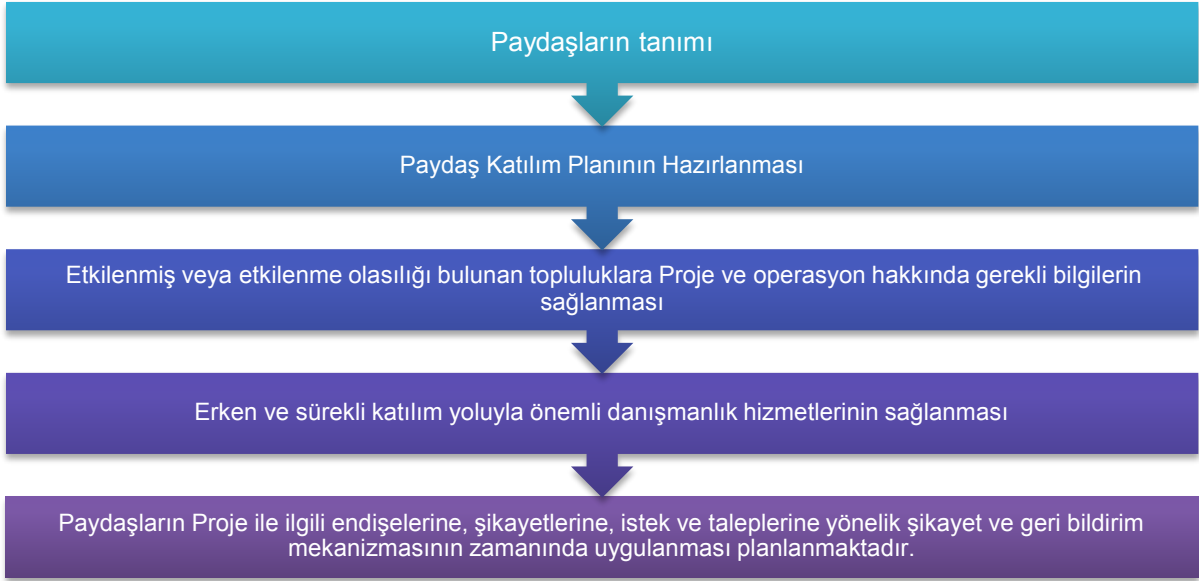 Paydaşların tanımı
Paydaş Katılım Planının Hazırlanması
Etkilenmiş veya etkilenme olasılığı bulunan topluluklara Proje ve operasyon hakkında gerekli bilgilerin
sağlanması
Erken ve sürekli katılım yoluyla önemli danışmanlık hizmetlerinin sağlanması
Paydaşların Proje ile ilgili endişelerine, şikayetlerine, istek ve taleplerine yönelik şikayet ve geri bildirim
mekanizmasının zamanında uygulanması planlanmaktadır.